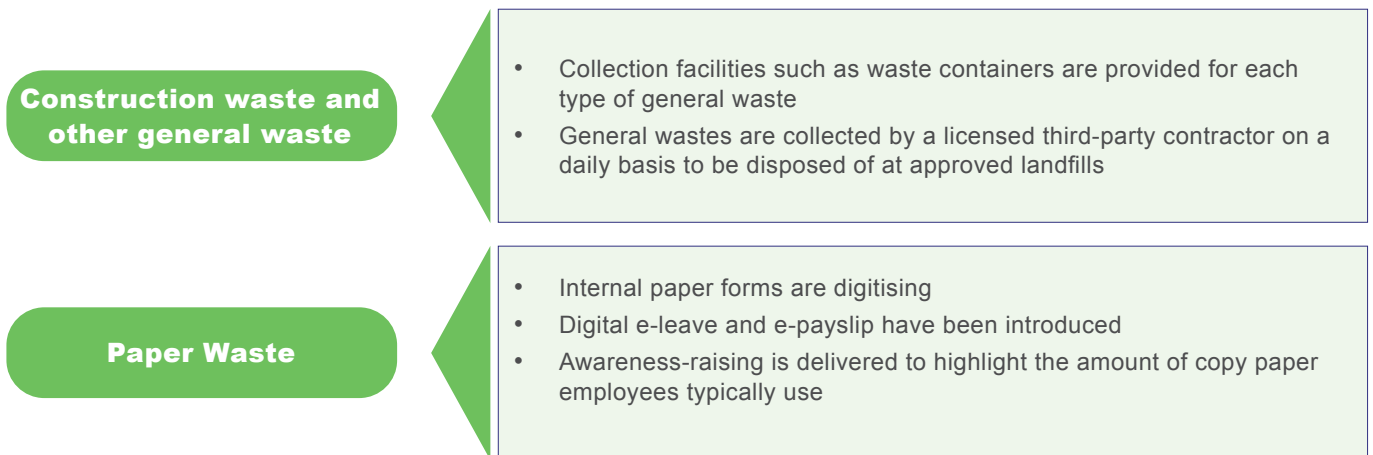 Construction waste and
other general waste
• Collection facilities such as waste containers are provided for each
type of general waste
• General wastes are collected by a licensed third-party contractor on a
daily basis to be disposed of at approved landfills
Paper Waste
• Internal paper forms are digitising
• Digital e-leave and e-payslip have been introduced
• Awareness-raising is delivered to highlight the amount of copy paper
employees typically use